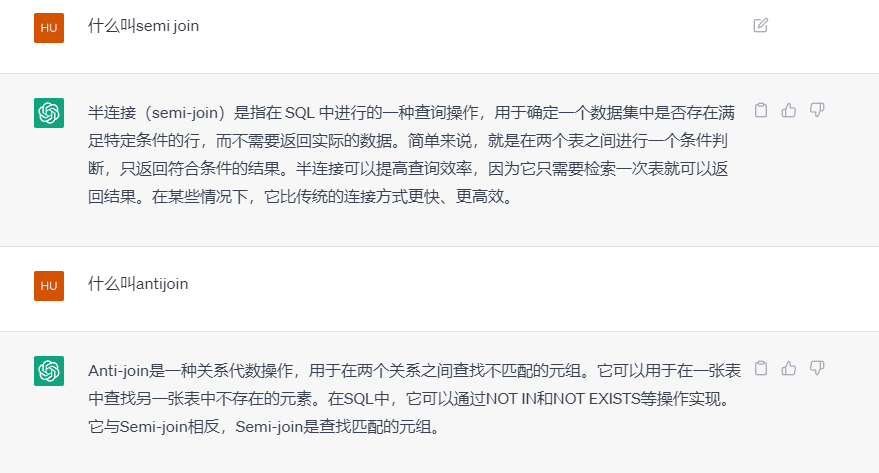 HU
什么叫semi join
半连接（semi-join）是指在 SQL 中进行的一种查询操作，用于确定一个数据集中是否存在满
足特定条件的行，而不需要返回实际的数据。简单来说，就是在两个表之间进行一个条件判
断，只返回符合条件的结果。半连接可以提高查询效率，因为它只需要检索一次表就可以返
回结果。在某些情况下，它比传统的连接方式更快、更高效。
HU
什么叫antijoin
Anti-join是一种关系代数操作，用于在两个关系之间查找不匹配的元组。它可以用于在一张表
中查找另一张表中不存在的元素。在SQL中，它可以通过NOT IN和NOT EXISTS等操作实现。
它与Semi-join相反，Semi-join是查找匹配的元组。